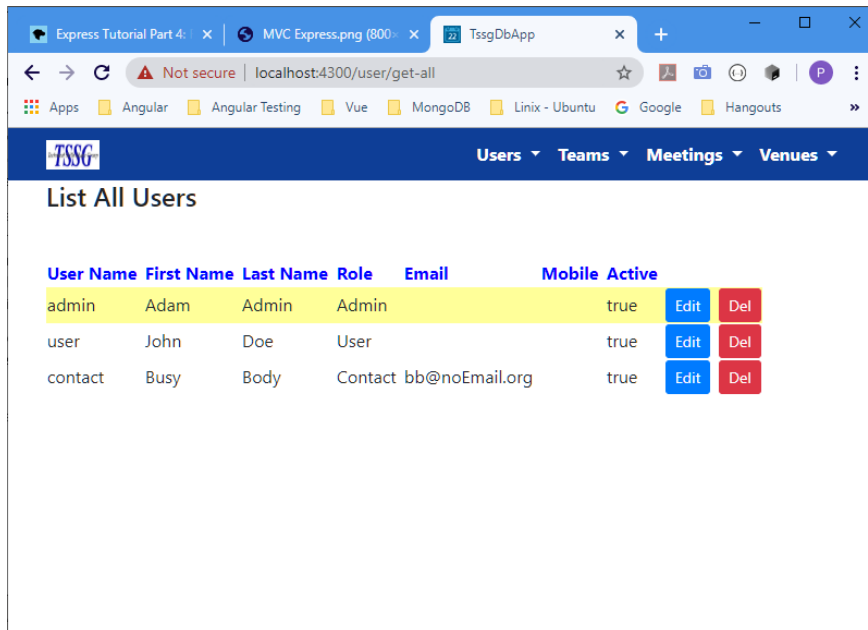 Express Tutorial Part 4: MVC Express.png (800× TssgDbApp
Not secure | localhost:4300/user/get-all P
Apps Angular Angular Testing Vue MongoDB Linix - Ubuntu Google Hangouts »
TSSG Users Teams Meetings Venues
List All Users
User Name First Name Last Name Role Email Mobile Active
admin Adam Admin Admin true Edit Del
user John Doe User true Edit Del
contact Busy Body Contact bb@noEmail.org true Edit Del